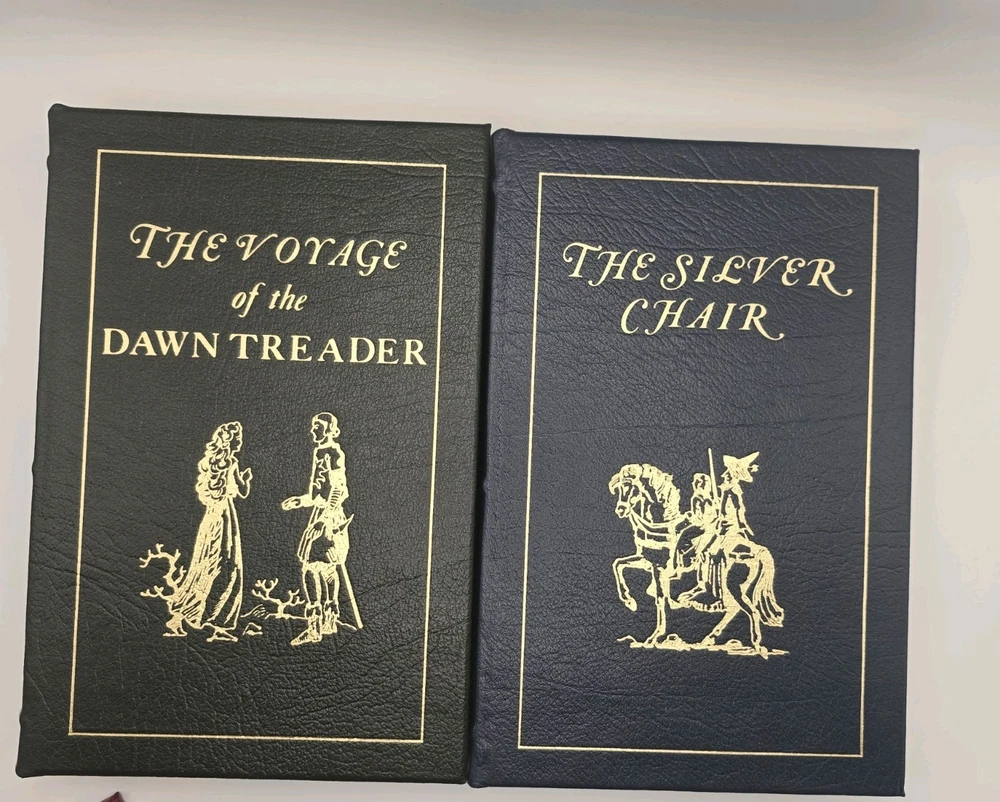 THE VOYAGE
of the
DAWN TREADER
THE SILVER
CHAIR